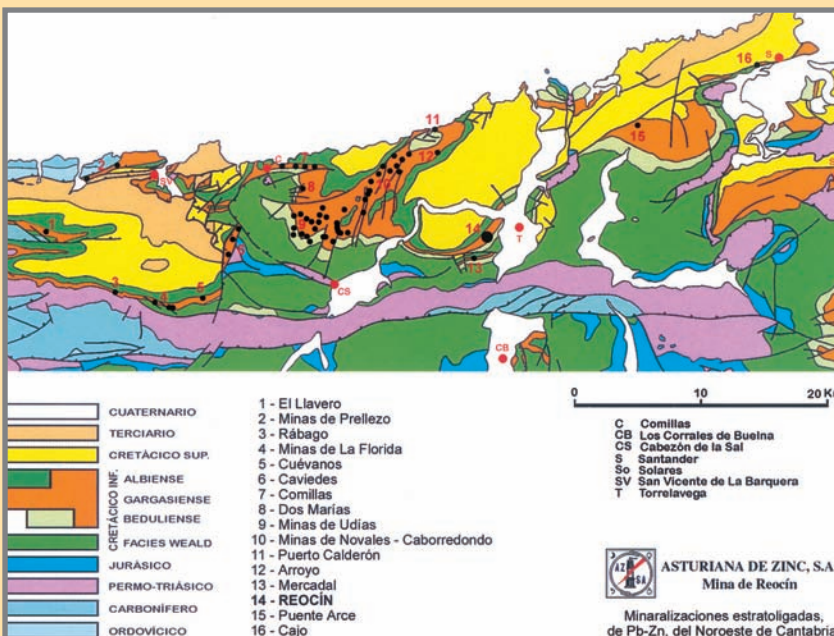 16
S
11
15
12
2
SV
C
7
8
10
1
9
14
T
6
13
CS
3
4
5
CB
0 10 20 K
CUATERNARIO
TERCIARIO
CRETÀCICO SUP.
CRETÁCICO INF.
ALBIENSE
GARGASIENSE
BEDULIENSE
FACIES WEALD
JURÁSICO
PERMO-TRIÁSICO
CARBONÍFERO
ORDOVÍCICO
1 - El Llavero
2 - Minas de Prellezo
3 - Rábago
4 - Minas de La Florida
5 - Cuévanos
6 - Caviedes
7 - Comillas
8 - Dos Marías
9 - Minas de Udías
10 - Minas de Novales - Caborredondo
11 - Puerto Calderón
12 - Arroyo
13 - Mercadal
14 - REOCÍN
15 - Puente Arce
16 - Cajo
C Comillas
CB Los Corrales de Buelna
CS Cabezón de la Sal
S Santander
So Solares
SV San Vicente de La Barquera
T Torrelavega
A Z
S A
ASTURIANA DE ZINC, S.A
Mina de Reocín
Minaralizaciones estratoligadas,
de Pb-Zn, del Noroeste de Cantabria